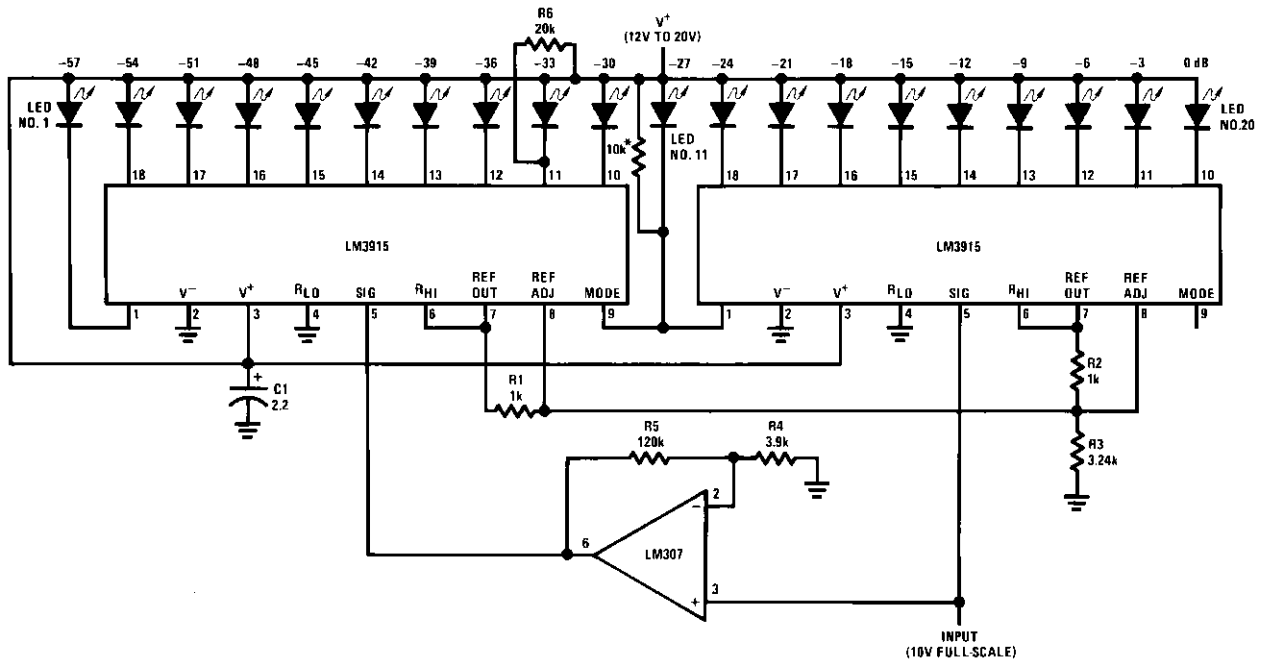 R6
20k
V+
(12V TO 20V)
−57 −54 −51 −48 −45 −42 −39 −36 −33 −30 −27 −24 −21 −18 −15 −12 −9 −6 −3 0 dB
LED
NO. 1
10k*
LED
NO. 11
LED
NO.20
18 17 16 15 14 13 12 11 10
18 17 16 15 14 13 12 11 10
LM3915
LM3915
V− V+ RLO SIG RHI REF OUT REF ADJ MODE
V− V+ RLO SIG RHI REF OUT REF ADJ MODE
1 2 3 4 5 6 7 8 9
1 2 3 4 5 6 7 8 9
+
C1
2.2
R1
1k
R2
1k
R3
3.24k
R5
120k
R4
3.9k
2
−
6
LM307
3
+
INPUT
(10V FULL-SCALE)